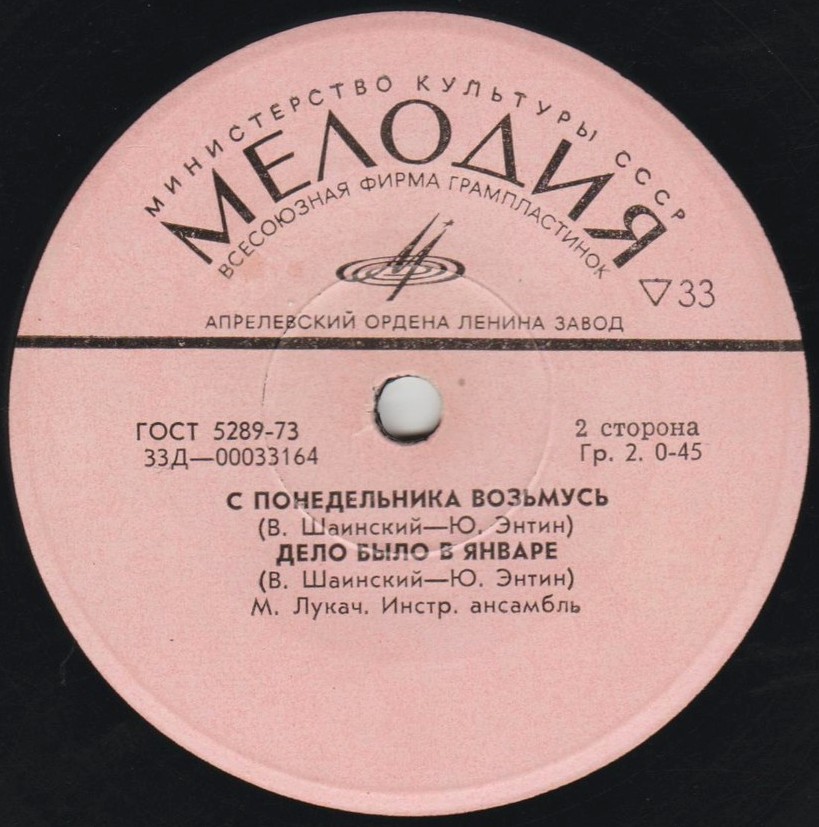 МИНИСТЕРСТВО КУЛЬТУРЫ СССР
МЕЛОДИЯ
ВСЕСОЮЗНАЯ ФИРМА ГРАМПЛАСТИНОК
▽33
АПРЕЛЕВСКИЙ ОРДЕНА ЛЕНИНА ЗАВОД
ГОСТ 5289-73
33Д—00033164
2 сторона
Гр. 2. 0-45
С ПОНЕДЕЛЬНИКА ВОЗЬМУСЬ
(В. Шаинский—Ю. Энтин)
ДЕЛО БЫЛО В ЯНВАРЕ
(В. Шаинский—Ю. Энтин)
М. Лукач. Инстр. ансамбль